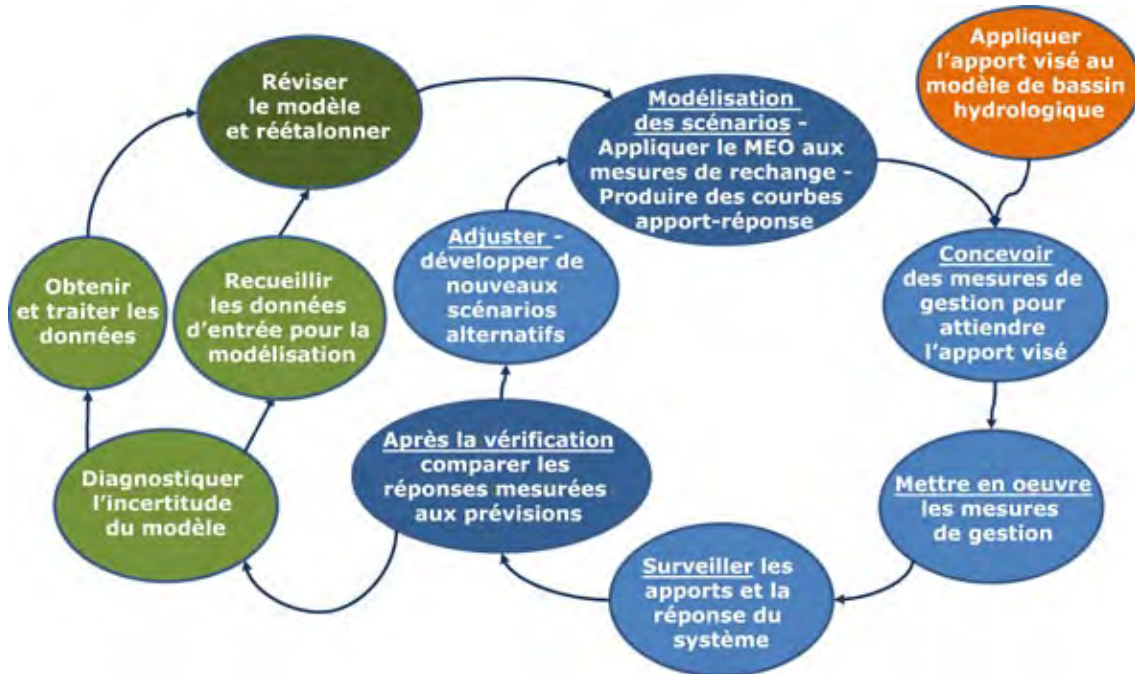 Réviser
le modèle
et réétalonner
Modélisation
des scénarios -
Appliquer le MEO aux
mesures de rechange -
Produire des courbes
apport-réponse
Appliquer
l'apport visé au
modèle de bassin
hydrologique
Obtenir
et traiter les
données
Recueillir
les données
d'entrée pour la
modélisation
Adjuster -
développer de
nouveaux
scénarios
alternatifs
Concevoir
des mesures de
gestion pour
attiendre
l'apport visé
Diagnostiquer
l'incertitude
du modèle
Après la vérification
comparer les
réponses mesurées
aux prévisions
Mettre en oeuvre
les mesures
de gestion
Surveiller les
apports et la
réponse du
système